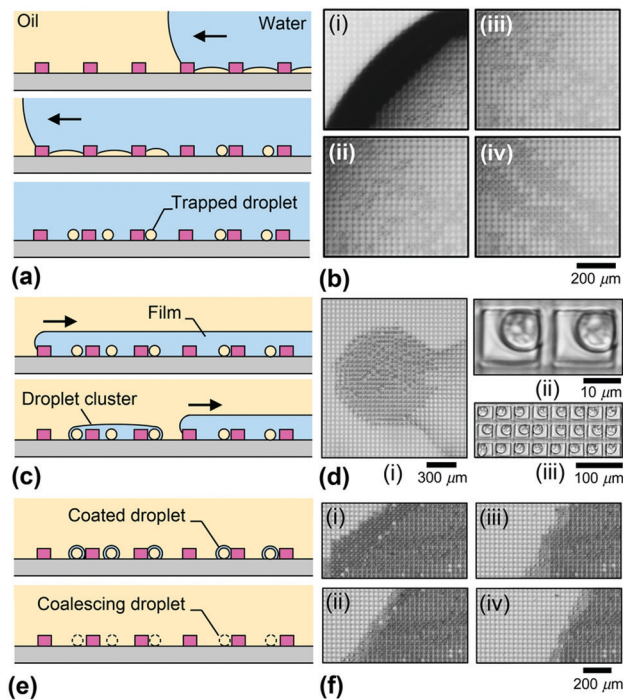 Oil
Water
Trapped droplet
(a)
(i)
(iii)
(ii)
(iv)
200 μm
(b)
Film
Droplet cluster
(c)
(ii)
10 μm
(d)
(i)
300 μm
(iii)
100 μm
Coated droplet
Coalescing droplet
(e)
(i)
(iii)
(ii)
(iv)
(f)
200 μm